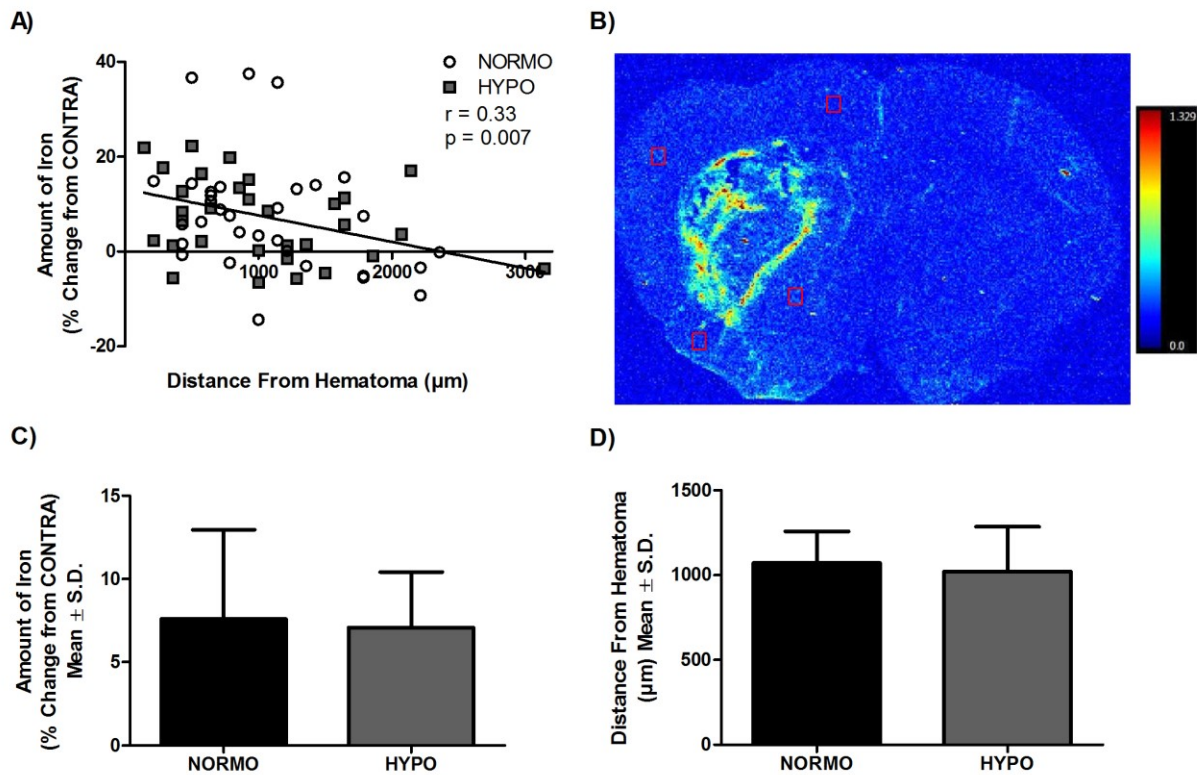 A)
Amount of Iron
(% Change from CONTRA)
40
20
0
-20
1000
2000
3000
Distance From Hematoma (µm)
NORMO
HYPO
r = 0.33
p = 0.007
B)
1.329
0.0
C)
Amount of Iron
(% Change from CONTRA)
Mean ± S.D.
15
10
5
0
NORMO
HYPO
D)
Distance From Hematoma
(µm) Mean ± S.D.
1500
1000
500
0
NORMO
HYPO